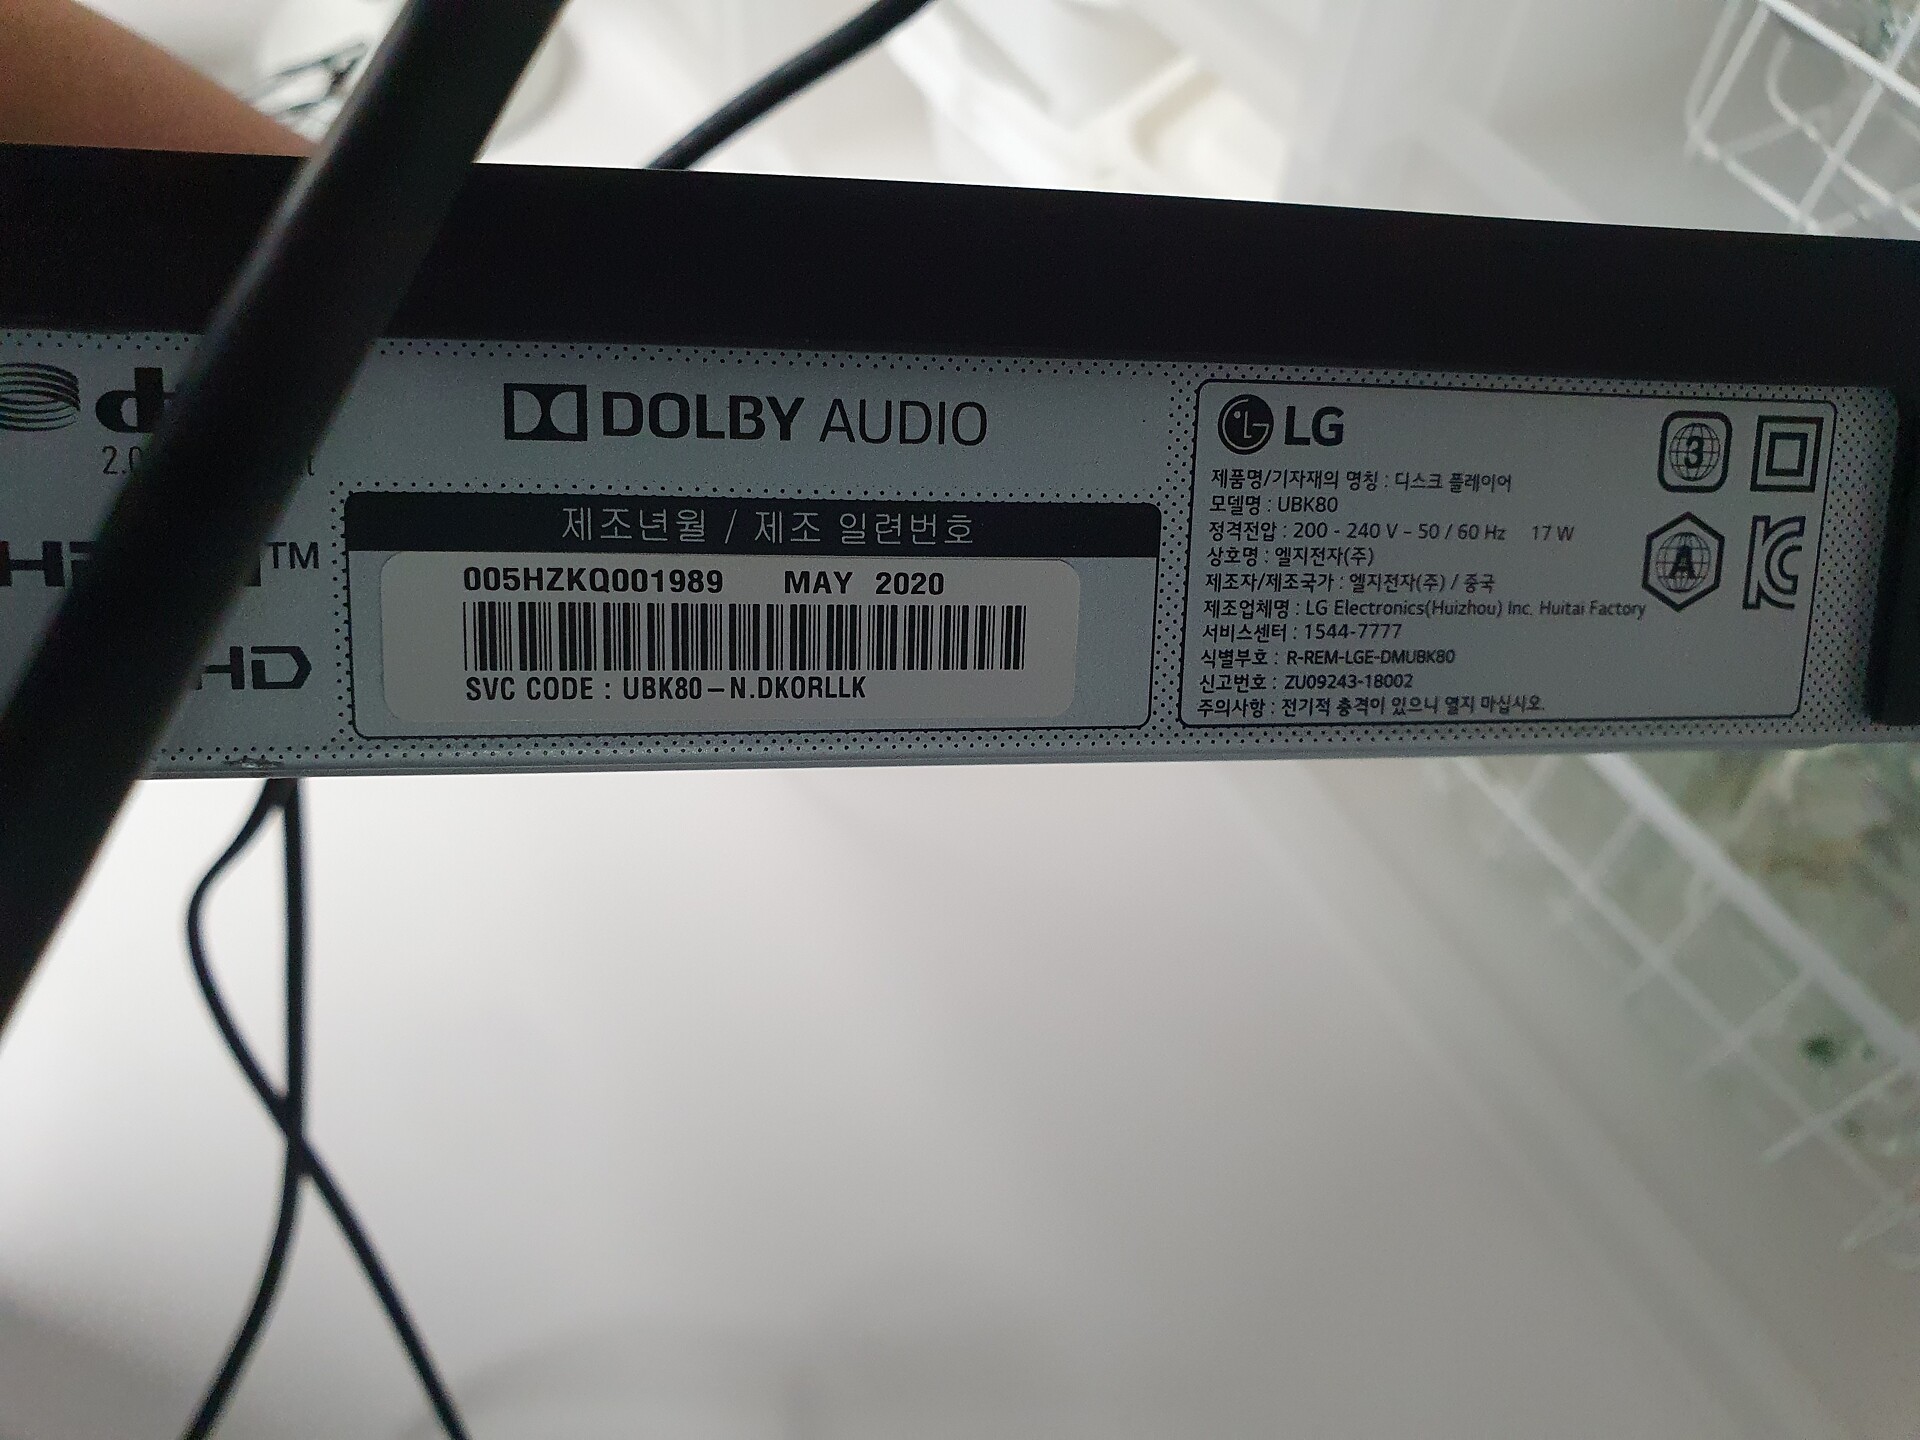 DOLBY AUDIO
TM
HD
제조년월 / 제조 일련번호
005HZKQ001989 MAY 2020
SVC CODE : UBK80-N.DKORLLK
LG
제품명/기자재의 명칭 : 디스크 플레이어
모델명 : UBK80
정격전압 : 200 - 240 V ~ 50 / 60 Hz 17 W
상호명 : 엘지전자(주)
제조자/제조국가 : 엘지전자(주) / 중국
제조업체명 : LG Electronics(Huizhou) Inc. Huitai Factory
서비스센터 : 1544-7777
식별부호 : R-REM-LGE-DMUBK80
신고번호 : ZU09243-18002
주의사항 : 전기적 충격이 있으니 열지 마십시오.
3
A